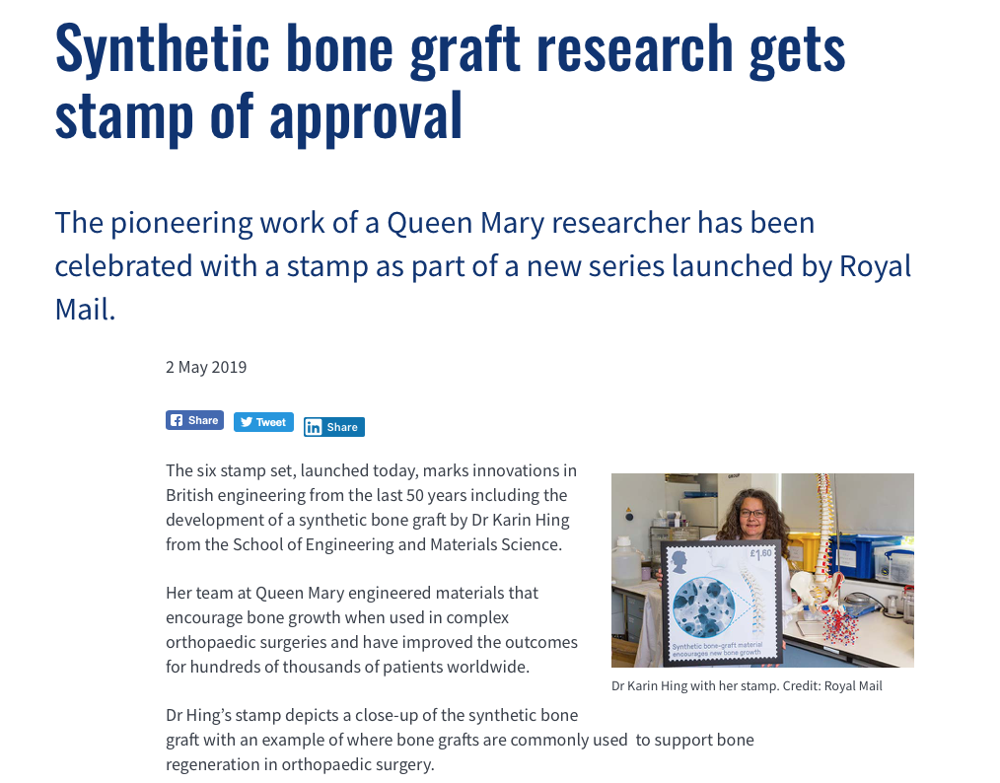 Synthetic bone graft research gets
stamp of approval
The pioneering work of a Queen Mary researcher has been
celebrated with a stamp as part of a new series launched by Royal
Mail.
2 May 2019
Share
Tweet
Share
The six stamp set, launched today, marks innovations in
British engineering from the last 50 years including the
development of a synthetic bone graft by Dr Karin Hing
from the School of Engineering and Materials Science.
Her team at Queen Mary engineered materials that
encourage bone growth when used in complex
orthopaedic surgeries and have improved the outcomes
for hundreds of thousands of patients worldwide.
GROUP
£1.60
Synthetic bone-graft material
encourages new bone growth
Dr Karin Hing with her stamp. Credit: Royal Mail
Dr Hing’s stamp depicts a close-up of the synthetic bone
graft with an example of where bone grafts are commonly used  to support bone
regeneration in orthopaedic surgery.